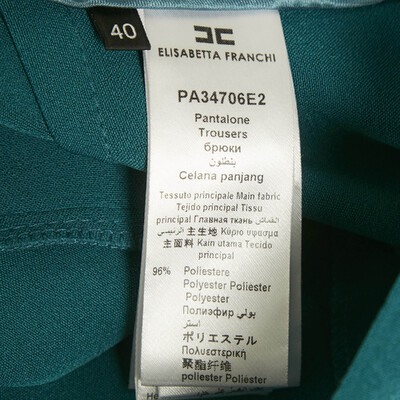 40
ELISABETTA FRANCHI
PA34706E2
Pantalone
Trousers
брюки
بنطلون
Celana panjang
Tessuto principale Main fabric
Tejido principal Tissu
principal Главная ткань القماش
الرئيسي 主生地 Κύριο ύφασμα
主面料 Kain utama Tecido
principal
96% Poliestere
Polyester Poliester
Polyester
Полиэфир بولي
استر
ポリエステル
Πολυεστερική
聚酯纤维
poliester Poliester